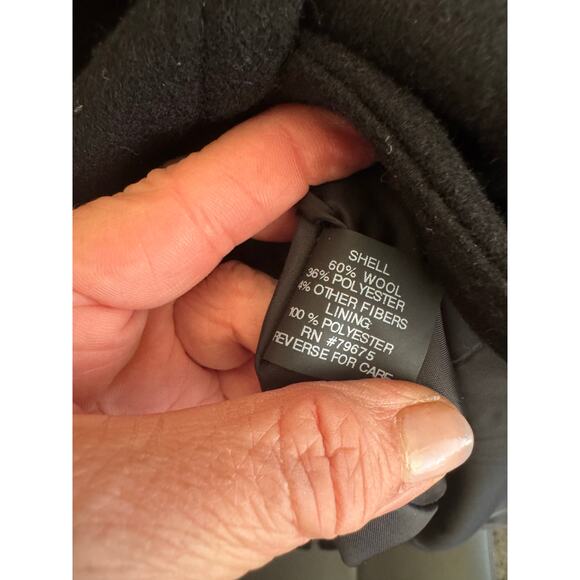 SHELL
60% WOOL
36% POLYESTER
4% OTHER FIBERS
LINING:
100 % POLYESTER
RN #79675
REVERSE FOR CARE